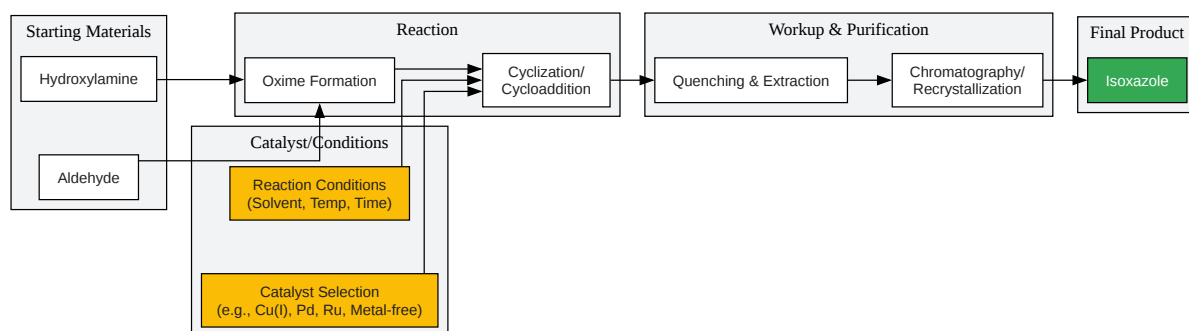 Starting Materials
Hydroxylamine
Aldehyde
Reaction
Oxime Formation
Cyclization/
Cycloaddition
Catalyst/Conditions
Reaction Conditions
(Solvent, Temp, Time)
Catalyst Selection
(e.g., Cu(I), Pd, Ru, Metal-free)
Workup & Purification
Quenching & Extraction
Chromatography/
Recrystallization
Final Product
Isoxazole